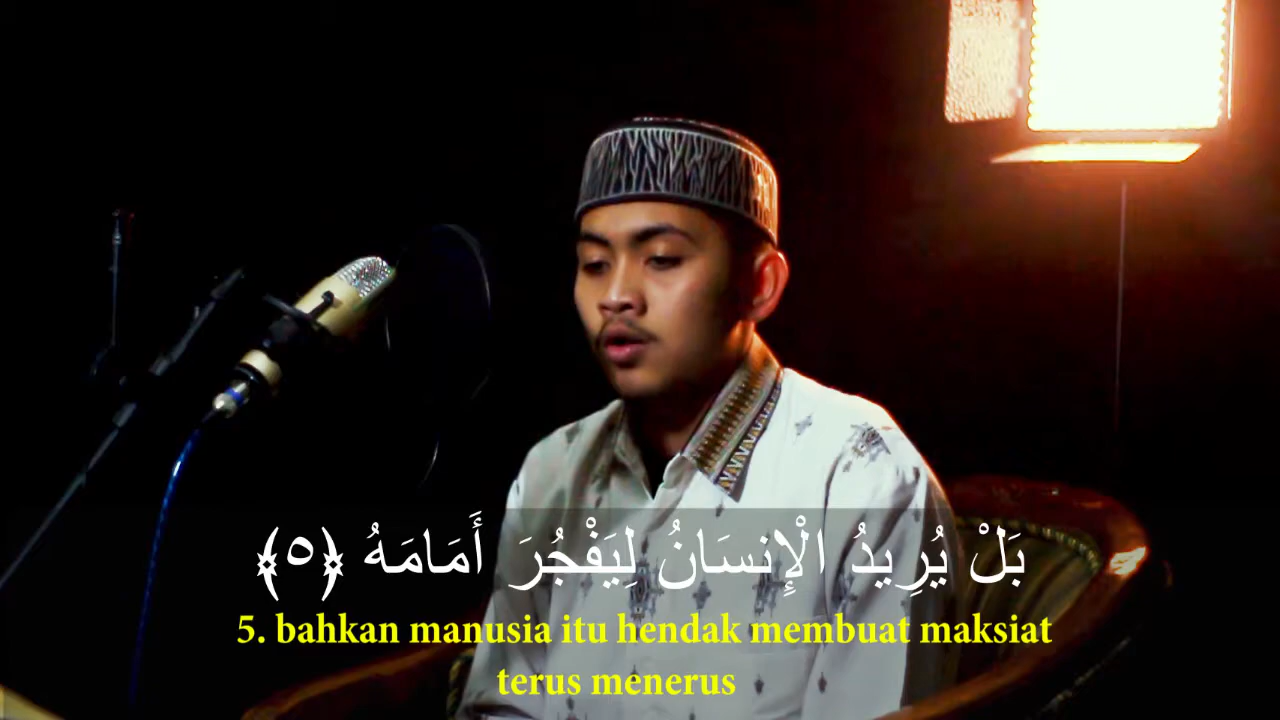 بَلْ يُرِيدُ الْإِنسَانُ لِيَفْجُرَ أَمَامَهُ ﴿٥﴾
5. bahkan manusia itu hendak membuat maksiat
terus menerus